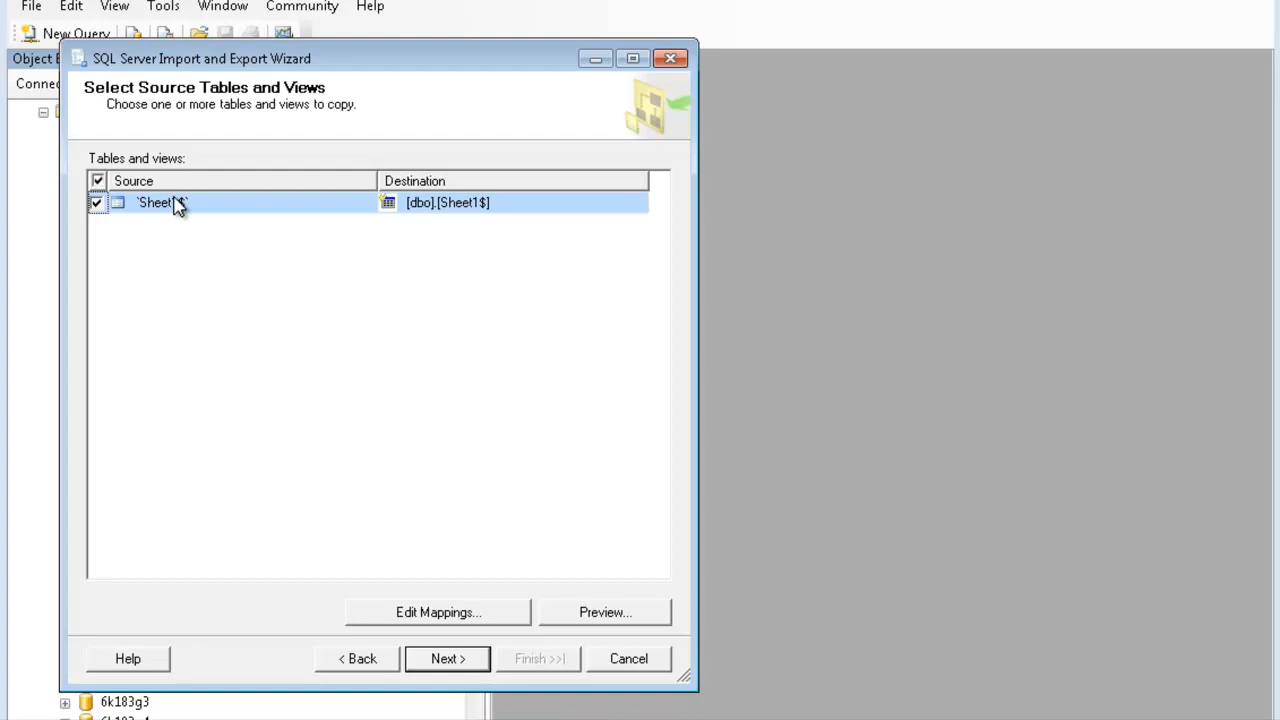 File Edit View Tools Window Community Help
New Query
Object
SQL Server Import and Export Wizard
Connec
Select Source Tables and Views
Choose one or more tables and views to copy.
Tables and views:
Source Destination
[dbo].[Sheet1$]
Edit Mappings... Preview...
Help < Back Next > Finish >>| Cancel
6k183g3